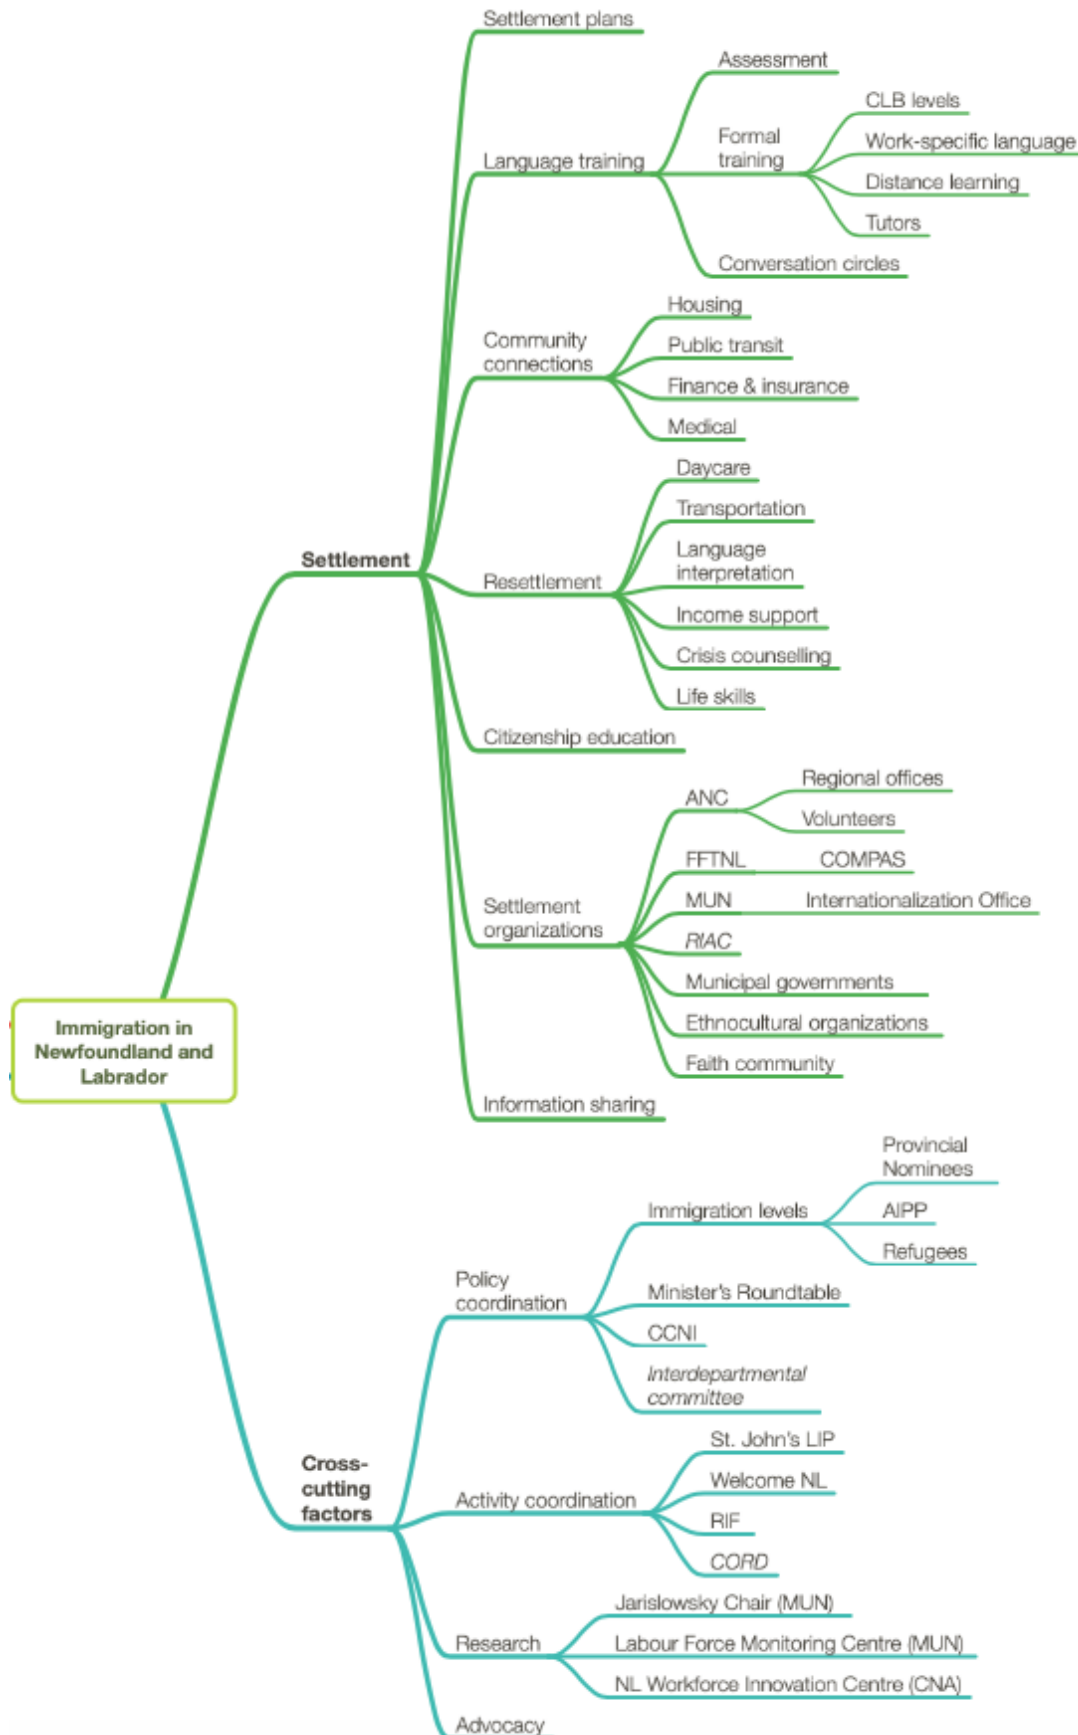 Settlement plans
Assessment
CLB levels
Formal
training
Work-specific language
Language training
Distance learning
Tutors
Conversation circles
Housing
Community
connections
Public transit
Finance & insurance
Medical
Daycare
Transportation
Language
interpretation
Settlement
Resettlement
Income support
Crisis counselling
Life skills
Citizenship education
Regional offices
ANC
Volunteers
FFTNL
COMPAS
MUN
Internationalization Office
Settlement
organizations
RIAC
Municipal governments
Ethnocultural organizations
Faith community
Immigration in
Newfoundland and
Labrador
Information sharing
Provincial
Nominees
Immigration levels
AIPP
Refugees
Policy
coordination
Minister's Roundtable
CCNI
Interdepartmental
committee
St. John's LIP
Cross-
cutting
factors
Welcome NL
Activity coordination
RIF
CORD
Jarislowsky Chair (MUN)
Research
Labour Force Monitoring Centre (MUN)
NL Workforce Innovation Centre (CNA)
Advocacy